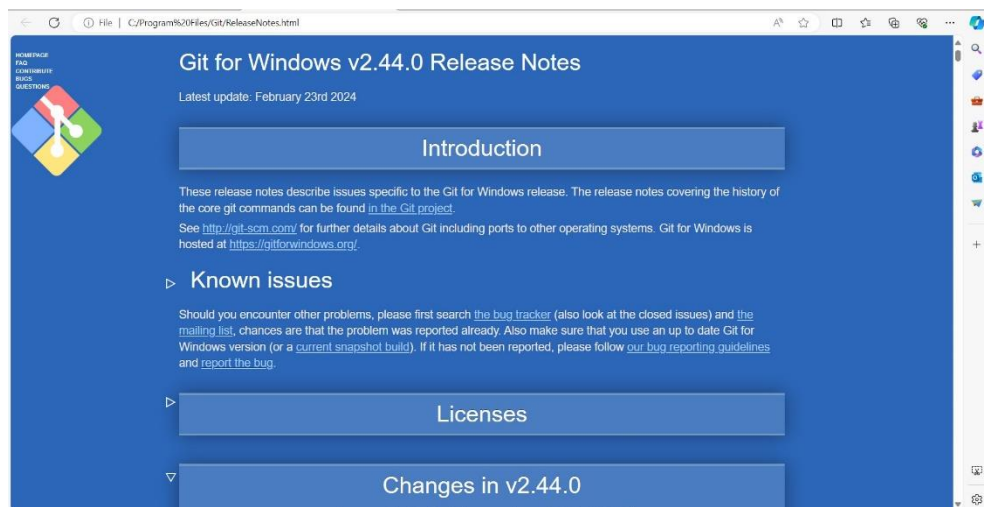 File | C:/Program%20Files/Git/ReleaseNotes.html
HOMEPAGE
FAQ
CONTRIBUTE
BUGS
QUESTIONS
Git for Windows v2.44.0 Release Notes
Latest update: February 23rd 2024
Introduction
These release notes describe issues specific to the Git for Windows release. The release notes covering the history of
the core git commands can be found in the Git project.
See http://git-scm.com/ for further details about Git including ports to other operating systems. Git for Windows is
hosted at https://gitforwindows.org/.
Known issues
Should you encounter other problems, please first search the bug tracker (also look at the closed issues) and the
mailing list, chances are that the problem was reported already. Also make sure that you use an up to date Git for
Windows version (or a current snapshot build). If it has not been reported, please follow our bug reporting guidelines
and report the bug.
Licenses
Changes in v2.44.0